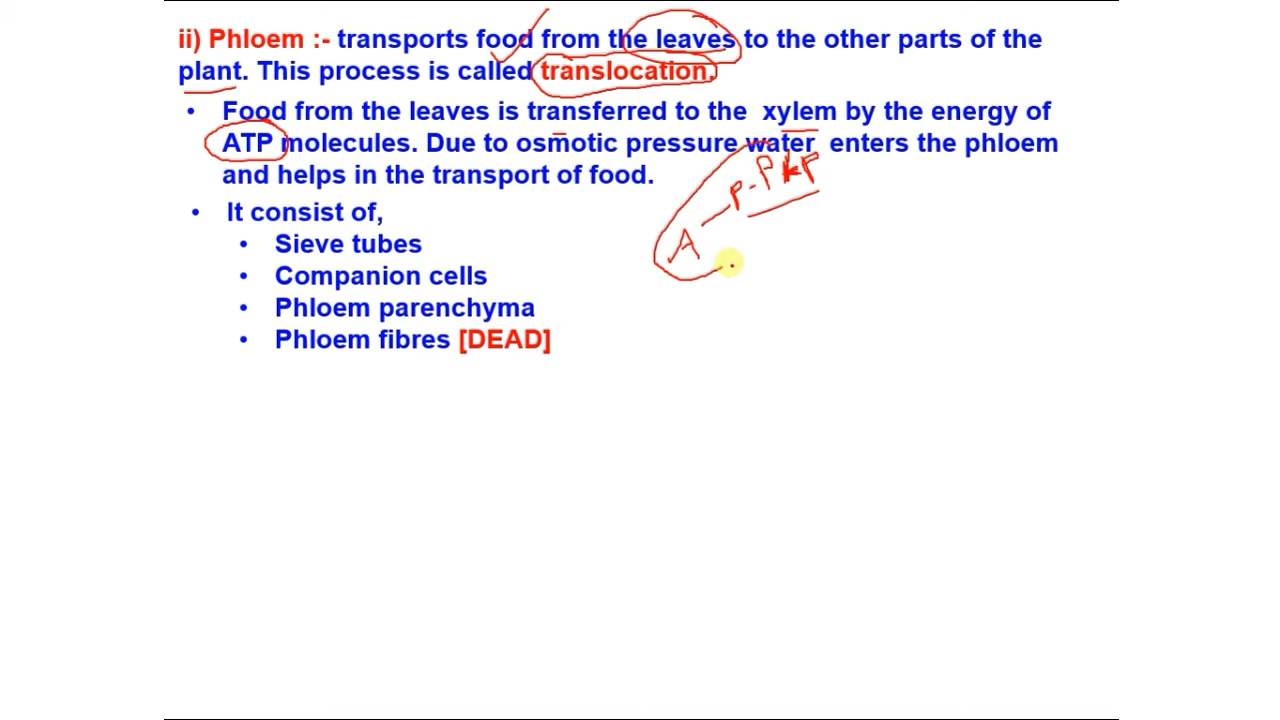 ii) Phloem :- transports food from the leaves to the other parts of the
plant. This process is called translocation.
• Food from the leaves is transferred to the xylem by the energy of
ATP molecules. Due to osmotic pressure water enters the phloem
and helps in the transport of food.
P-P P
A
• It consist of,
• Sieve tubes
• Companion cells
• Phloem parenchyma
• Phloem fibres [DEAD]